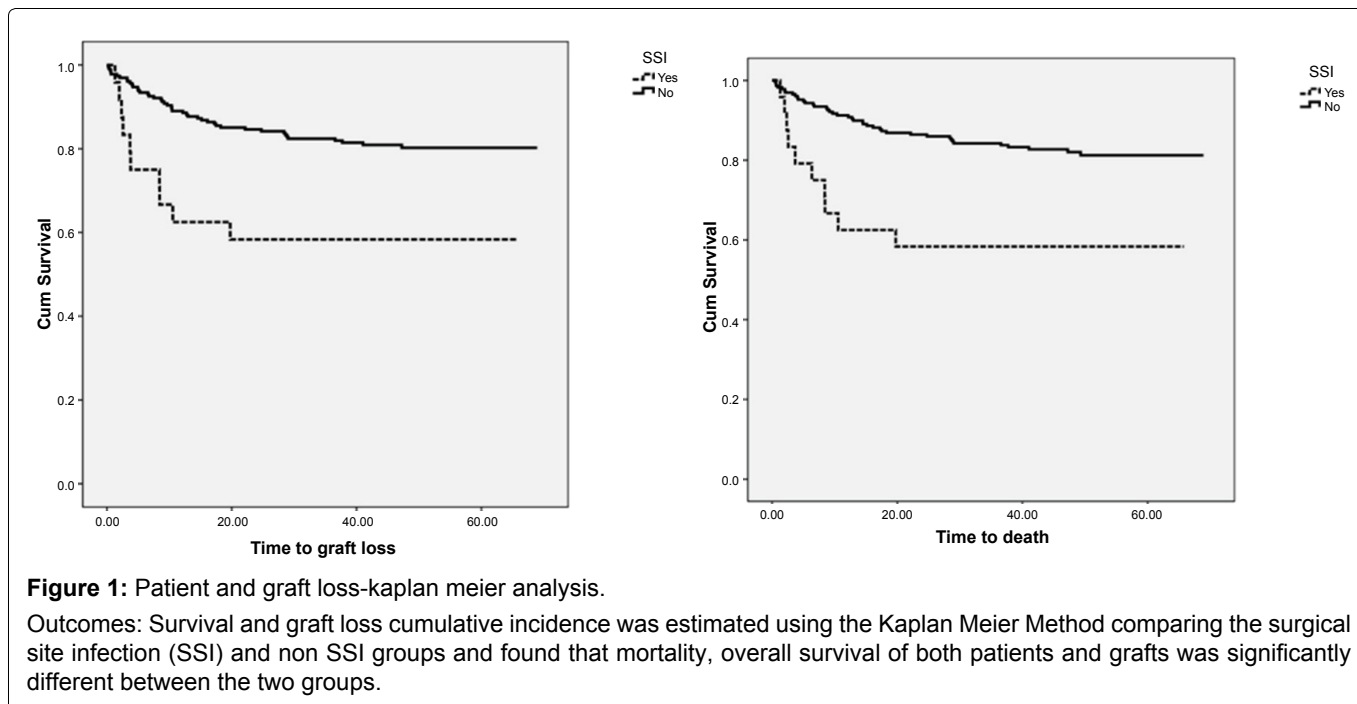 SSI
Yes
No
1.0
0.8
0.6
0.4
0.2
0.0
Cum Survival
0.00 20.00 40.00 60.00
Time to graft loss
SSI
Yes
No
1.0
0.8
0.6
0.4
0.2
0.0
Cum Survival
0.00 20.00 40.00 60.00
Time to death
Figure 1: Patient and graft loss-kaplan meier analysis.
Outcomes: Survival and graft loss cumulative incidence was estimated using the Kaplan Meier Method comparing the surgical
site infection (SSI) and non SSI groups and found that mortality, overall survival of both patients and grafts was significantly
different between the two groups.